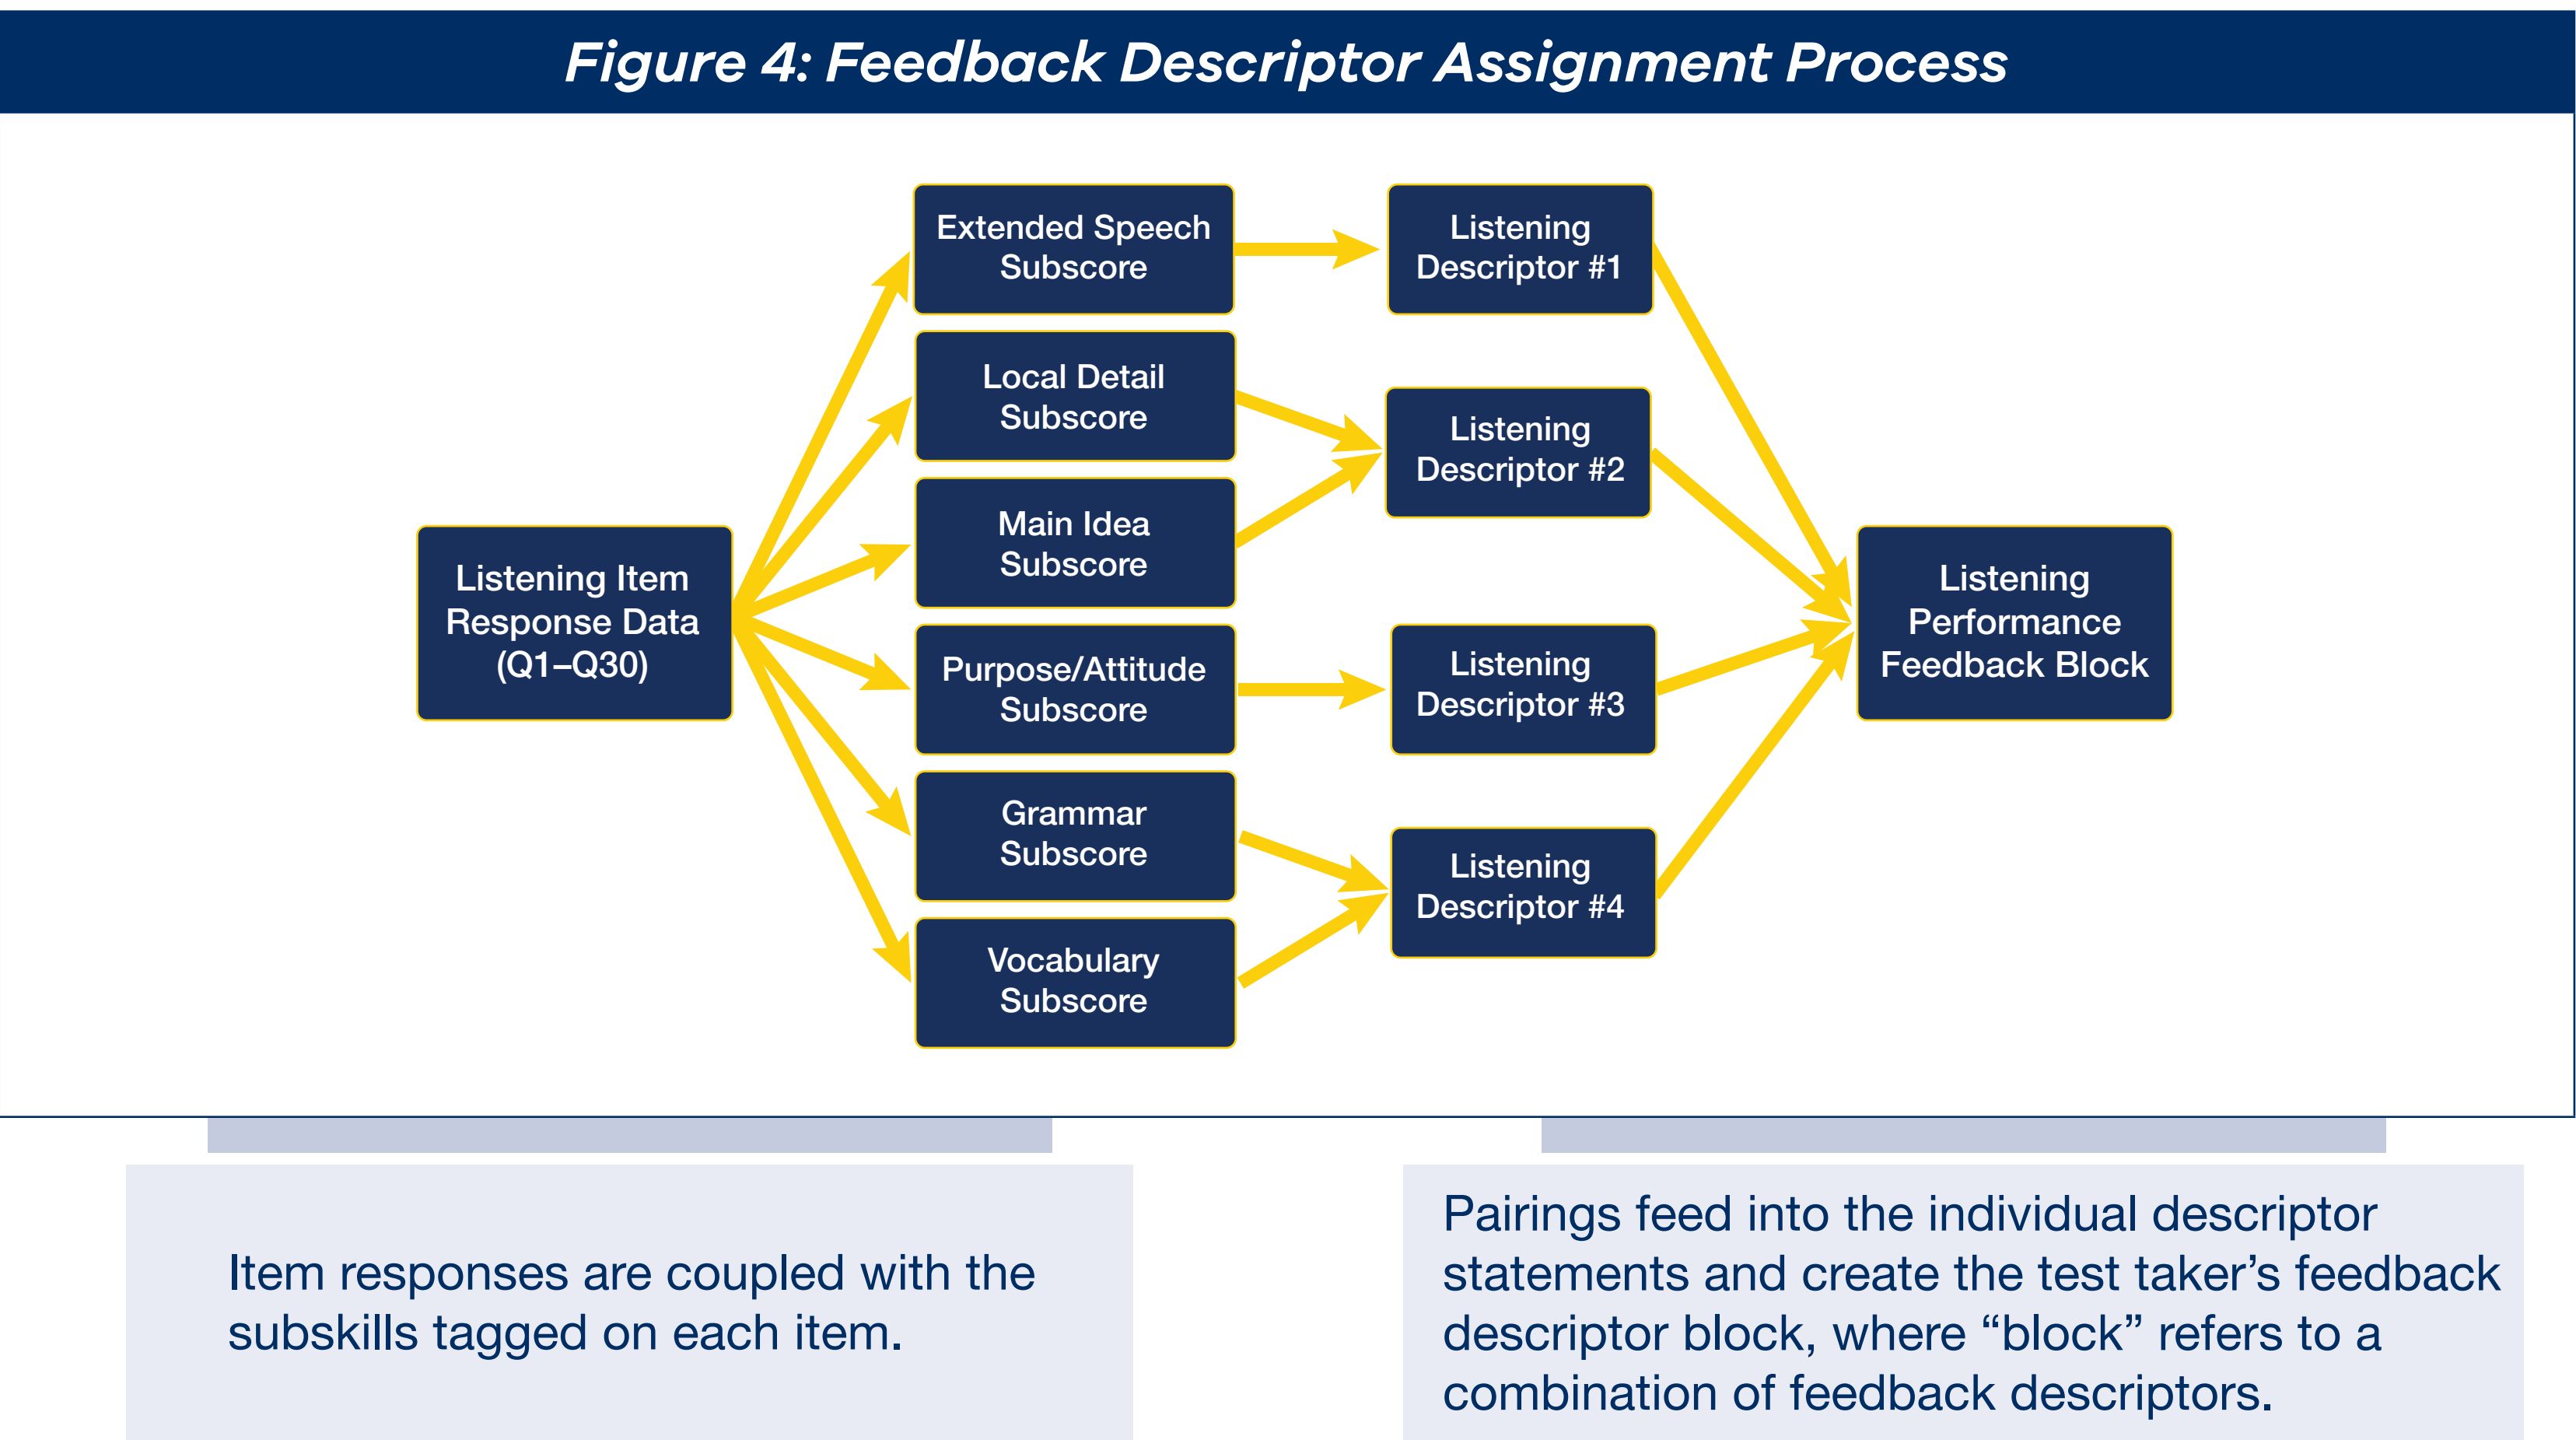 Figure 4: Feedback Descriptor Assignment Process
Listening Item
Response Data
(Q1–Q30)
Extended Speech
Subscore
Local Detail
Subscore
Main Idea
Subscore
Purpose/Attitude
Subscore
Grammar
Subscore
Vocabulary
Subscore
Listening
Descriptor #1
Listening
Descriptor #2
Listening
Descriptor #3
Listening
Descriptor #4
Listening
Performance
Feedback Block
Item responses are coupled with the
subskills tagged on each item.
Pairings feed into the individual descriptor
statements and create the test taker’s feedback
descriptor block, where “block” refers to a
combination of feedback descriptors.